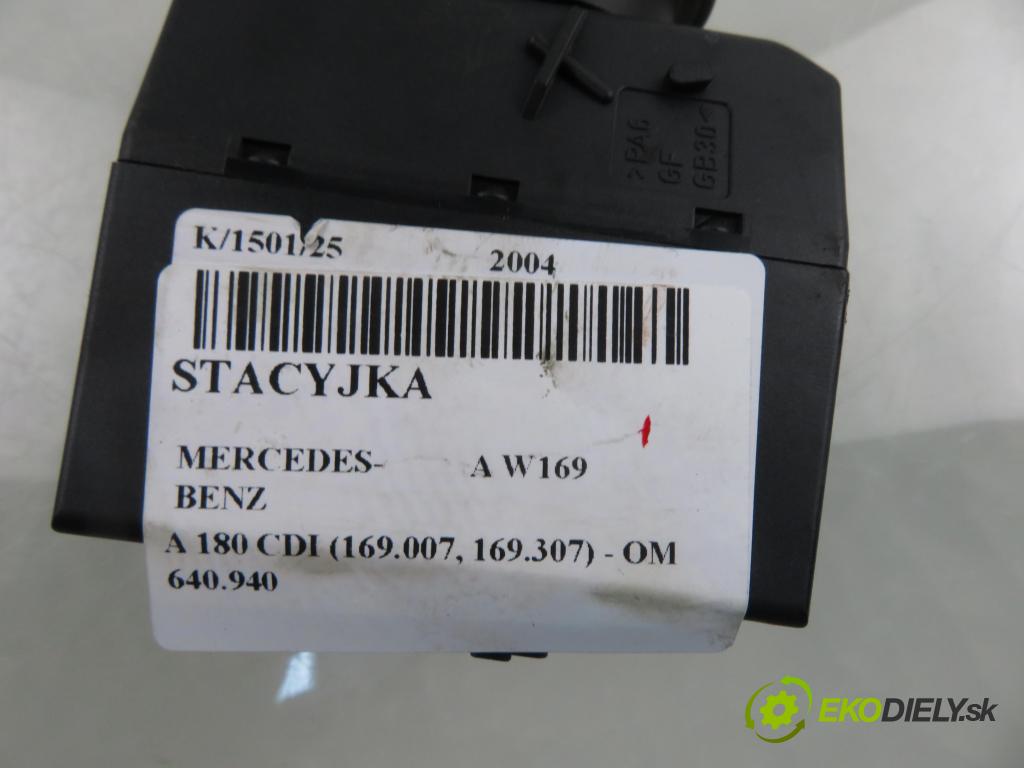 >PA6
GF
GB30<
K/1501/25 2004
STACYJKA
MERCEDES- A W169
BENZ
A 180 CDI (169.007, 169.307) - OM
640.940
EKODIELY.sk